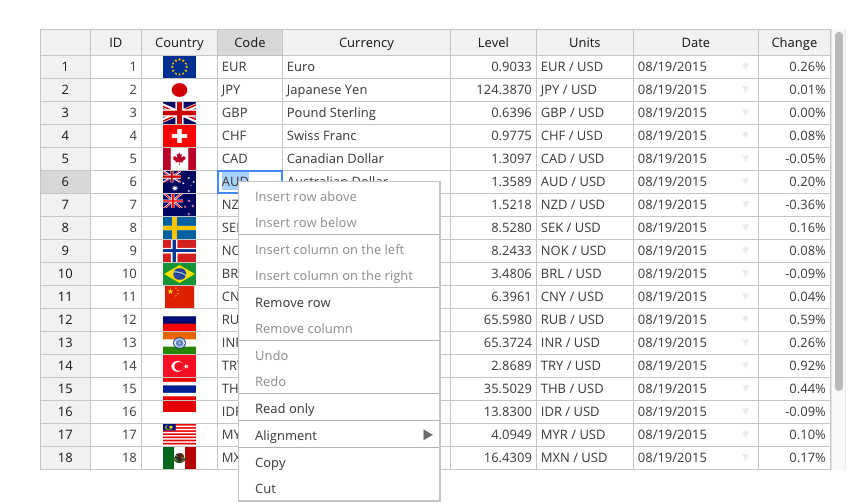 ID Country Code Currency Level Units Date Change
1 1 EUR Euro 0.9033 EUR / USD 08/19/2015 0.26%
2 2 JPY Japanese Yen 124.3870 JPY / USD 08/19/2015 0.01%
3 3 GBP Pound Sterling 0.6396 GBP / USD 08/19/2015 0.00%
4 4 CHF Swiss Franc 0.9775 CHF / USD 08/19/2015 0.08%
5 5 CAD Canadian Dollar 1.3097 CAD / USD 08/19/2015 -0.05%
6 6 AUD Australian Dollar 1.3589 AUD / USD 08/19/2015 0.20%
7 7 NZ 1.5218 NZD / USD 08/19/2015 -0.36%
8 8 SE 8.5280 SEK / USD 08/19/2015 0.16%
9 9 NO 8.2433 NOK / USD 08/19/2015 0.08%
10 10 BR 3.4806 BRL / USD 08/19/2015 -0.09%
11 11 CN 6.3961 CNY / USD 08/19/2015 0.04%
12 12 RU 65.5980 RUB / USD 08/19/2015 0.59%
13 13 IN 65.3724 INR / USD 08/19/2015 0.26%
14 14 TR 2.8689 TRY / USD 08/19/2015 0.92%
15 15 TH 35.5029 THB / USD 08/19/2015 0.44%
16 16 ID 13.8300 IDR / USD 08/19/2015 -0.09%
17 17 MY 4.0949 MYR / USD 08/19/2015 0.10%
18 18 MX 16.4309 MXN / USD 08/19/2015 0.17%
Insert row above
Insert row below
Insert column on the left
Insert column on the right
Remove row
Remove column
Undo
Redo
Read only
Alignment
Copy
Cut